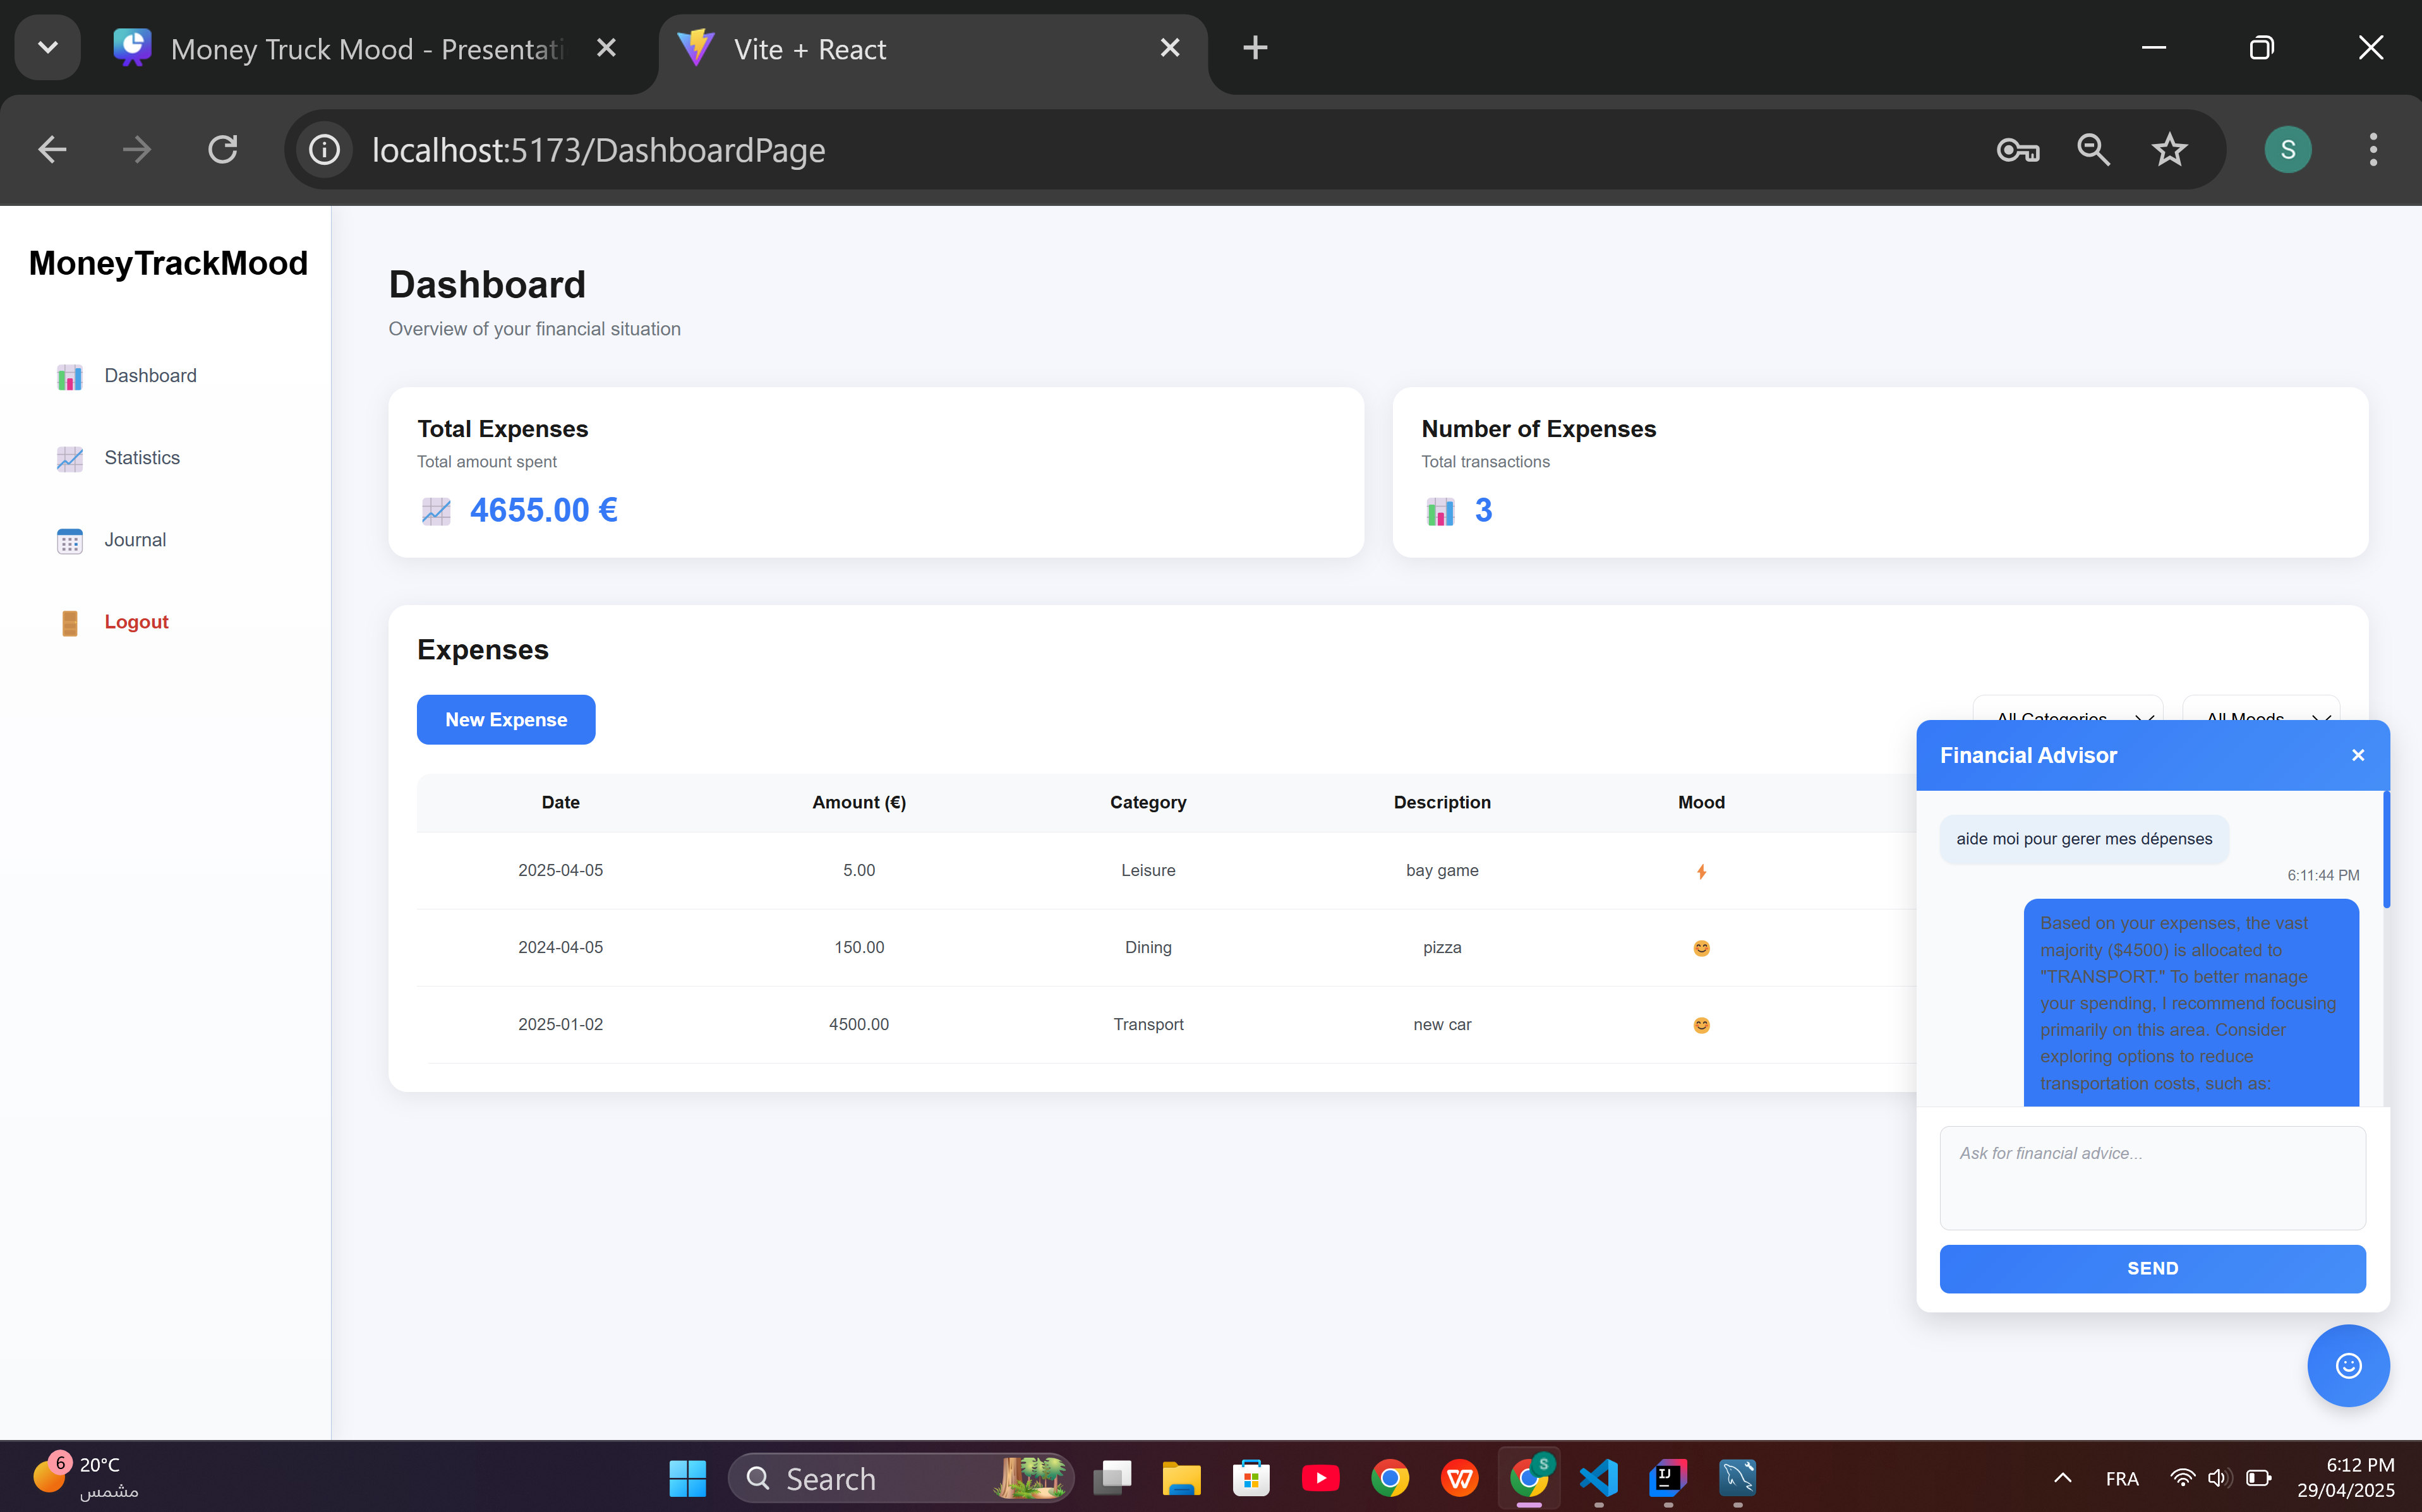 Money Truck Mood - Presentati
Vite + React
localhost:5173/DashboardPage
S
MoneyTrackMood
Dashboard
Statistics
Journal
Logout
Dashboard
Overview of your financial situation
Total Expenses
Total amount spent
4655.00 €
Number of Expenses
Total transactions
3
Expenses
New Expense
All Categories
All Moods
Date Amount (€) Category Description Mood
2025-04-05 5.00 Leisure bay game
2024-04-05 150.00 Dining pizza
2025-01-02 4500.00 Transport new car
Financial Advisor
aide moi pour gerer mes dépenses
6:11:44 PM
Based on your expenses, the vast
majority ($4500) is allocated to
"TRANSPORT." To better manage
your spending, I recommend focusing
primarily on this area. Consider
exploring options to reduce
transportation costs, such as:
Ask for financial advice...
SEND
6
20°C
مشمس
Search
S
FRA
6:12 PM
29/04/2025